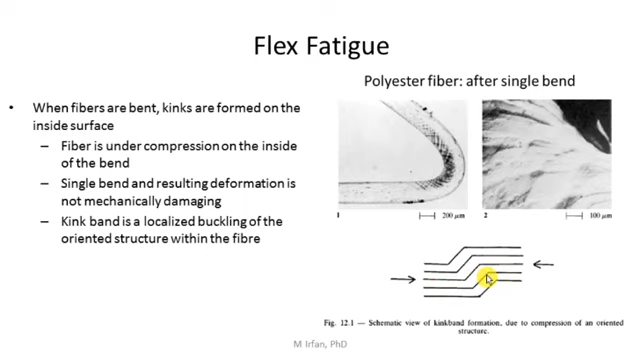 Flex Fatigue
• When fibers are bent, kinks are formed on the
inside surface
– Fiber is under compression on the inside
of the bend
– Single bend and resulting deformation is
not mechanically damaging
– Kink band is a localized buckling of the
oriented structure within the fibre
Polyester fiber: after single bend
1 200 μm 2 100 μm
Fig. 12.1 — Schematic view of kinkband formation, due to compression of an oriented
structure.
M Irfan, PhD